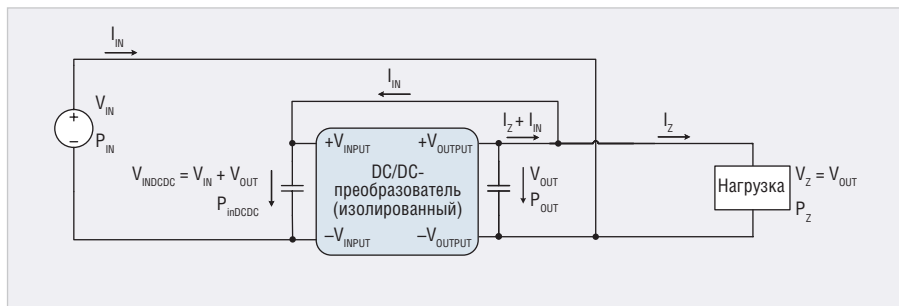 I_IN
I_IN
V_IN
P_IN
+V_INPUT
+V_OUTPUT
I_Z + I_IN
I_Z
V_INDCDC = V_IN + V_OUT
P_inDCDC
DC/DC-
преобразователь
(изолированный)
V_OUT
P_OUT
Нагрузка
V_Z = V_OUT
P_Z
−V_INPUT
−V_OUTPUT